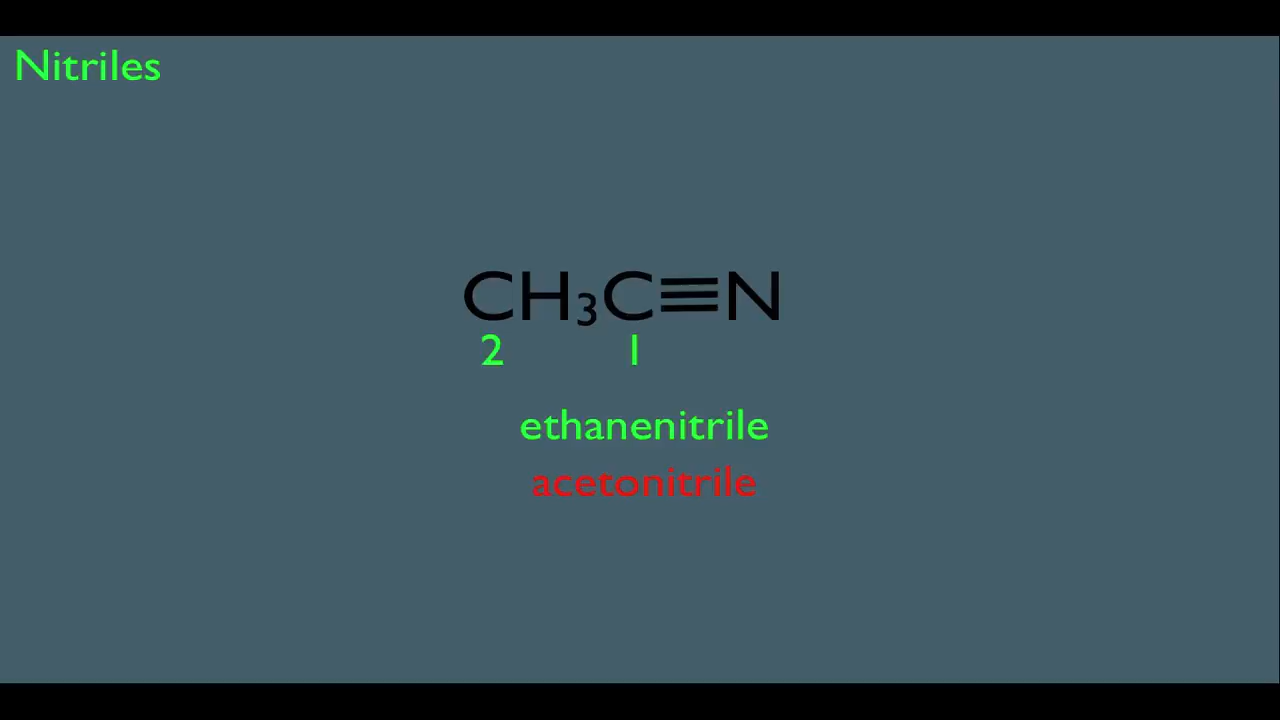 Nitriles
CH₃C≡N
2 1
ethanenitrile
acetonitrile